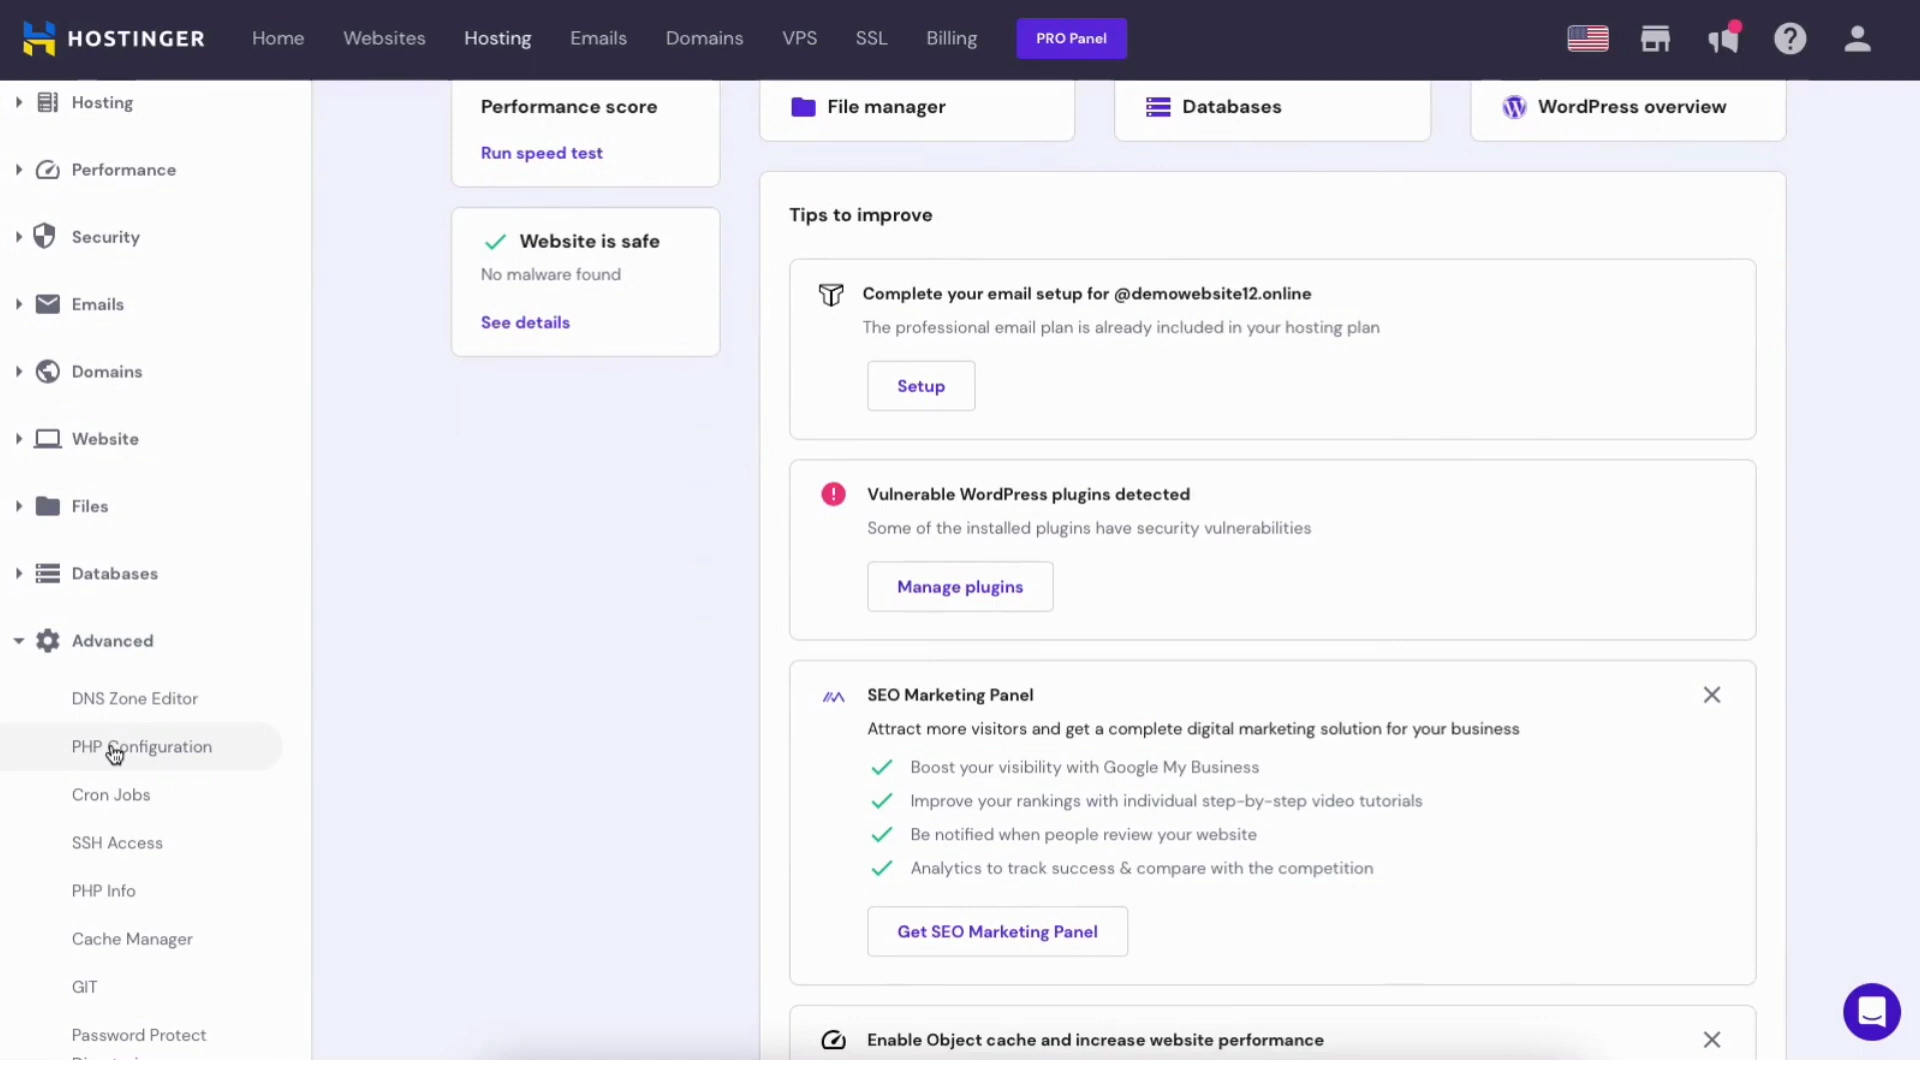 HOSTINGER
Home
Websites
Hosting
Emails
Domains
VPS
SSL
Billing
PRO Panel
Hosting
Performance
Security
Emails
Domains
Website
Files
Databases
Advanced
DNS Zone Editor
PHP Configuration
Cron Jobs
SSH Access
PHP Info
Cache Manager
GIT
Password Protect
Performance score
Run speed test
Website is safe
No malware found
See details
File manager
Databases
WordPress overview
Tips to improve
Complete your email setup for @demowebsite12.online
The professional email plan is already included in your hosting plan
Setup
Vulnerable WordPress plugins detected
Some of the installed plugins have security vulnerabilities
Manage plugins
SEO Marketing Panel
Attract more visitors and get a complete digital marketing solution for your business
Boost your visibility with Google My Business
Improve your rankings with individual step-by-step video tutorials
Be notified when people review your website
Analytics to track success & compare with the competition
Get SEO Marketing Panel
Enable Object cache and increase website performance